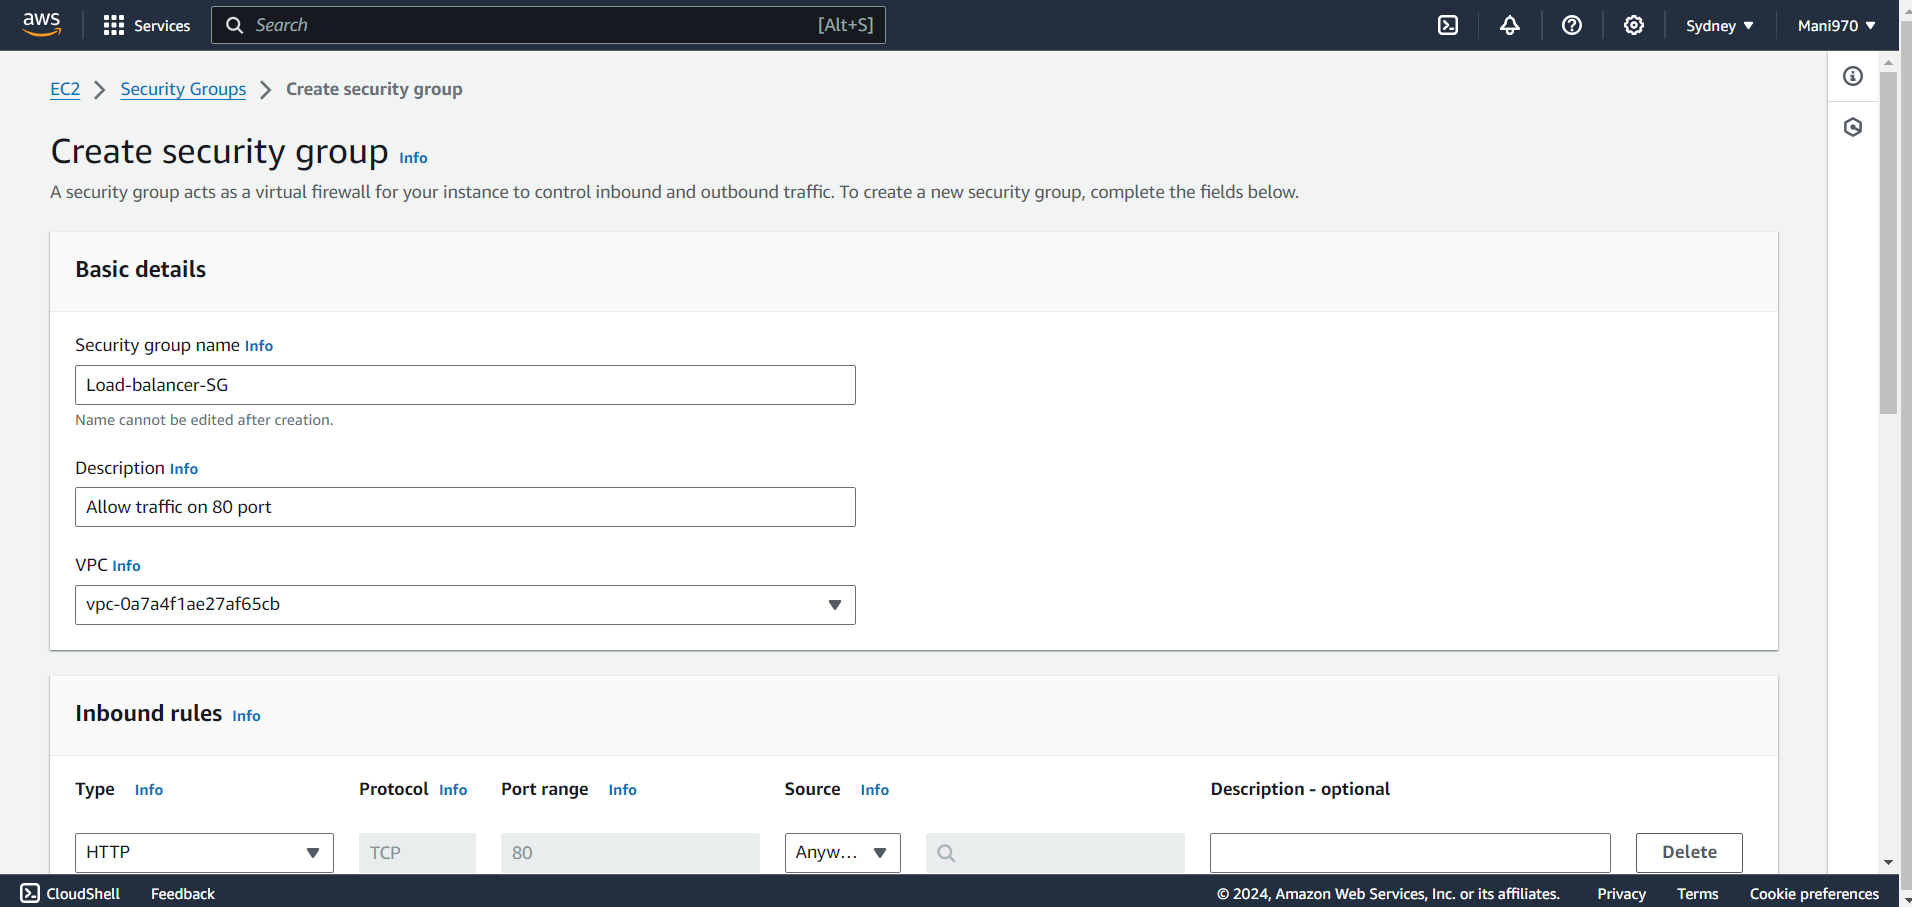 aws Services Search [Alt+S] Sydney Mani970
EC2 Security Groups Create security group
Create security group Info
A security group acts as a virtual firewall for your instance to control inbound and outbound traffic. To create a new security group, complete the fields below.
Basic details
Security group name Info
Load-balancer-SG
Name cannot be edited after creation.
Description Info
Allow traffic on 80 port
VPC Info
vpc-0a7a4f1ae27af65cb
Inbound rules Info
Type Info Protocol Info Port range Info Source Info Description - optional
HTTP TCP 80 Anyw... Delete
CloudShell Feedback © 2024, Amazon Web Services, Inc. or its affiliates. Privacy Terms Cookie preferences